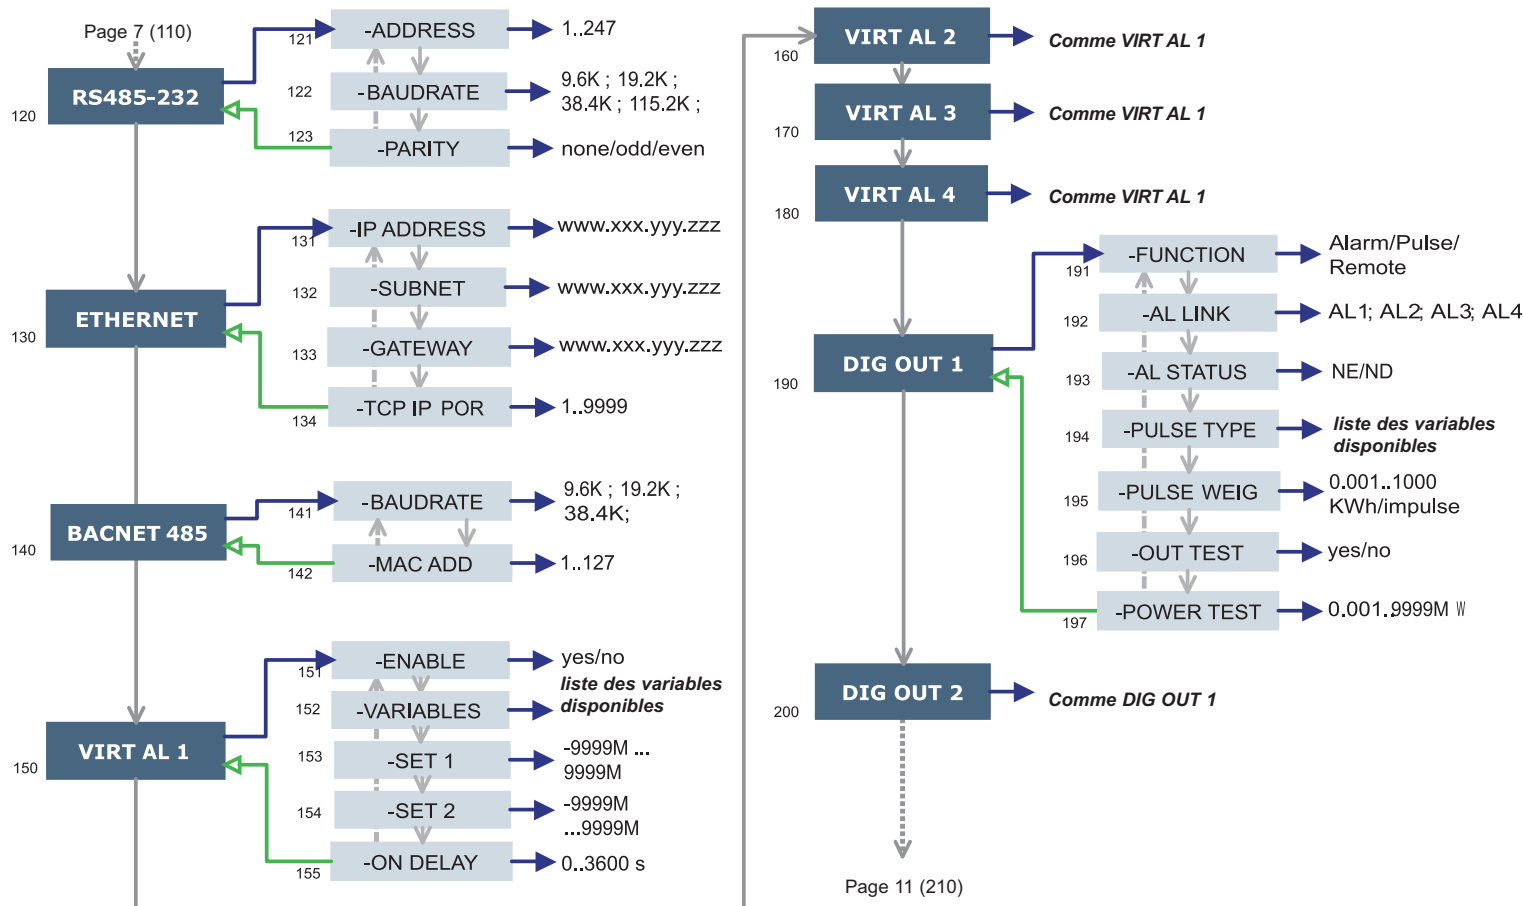 Page 7 (110)
120
RS485-232
121
-ADDRESS
1..247
122
-BAUDRATE
9.6K ; 19.2K ;
38.4K ; 115.2K ;
123
-PARITY
none/odd/even
130
ETHERNET
131
-IP ADDRESS
www.xxx.yyy.zzz
132
-SUBNET
www.xxx.yyy.zzz
133
-GATEWAY
www.xxx.yyy.zzz
134
-TCP IP POR
1..9999
140
BACNET 485
141
-BAUDRATE
9.6K ; 19.2K ;
38.4K;
142
-MAC ADD
1..127
150
VIRT AL 1
151
-ENABLE
yes/no
152
-VARIABLES
liste des variables
disponibles
153
-SET 1
-9999M ...
9999M
154
-SET 2
-9999M
...9999M
155
-ON DELAY
0..3600 s
160
VIRT AL 2
Comme VIRT AL 1
170
VIRT AL 3
Comme VIRT AL 1
180
VIRT AL 4
Comme VIRT AL 1
190
DIG OUT 1
191
-FUNCTION
Alarm/Pulse/
Remote
192
-AL LINK
AL1; AL2; AL3; AL4
193
-AL STATUS
NE/ND
194
-PULSE TYPE
liste des variables
disponibles
195
-PULSE WEIG
0.001..1000
KWh/impulse
196
-OUT TEST
yes/no
197
-POWER TEST
0.001..9999M W
200
DIG OUT 2
Comme DIG OUT 1
Page 11 (210)